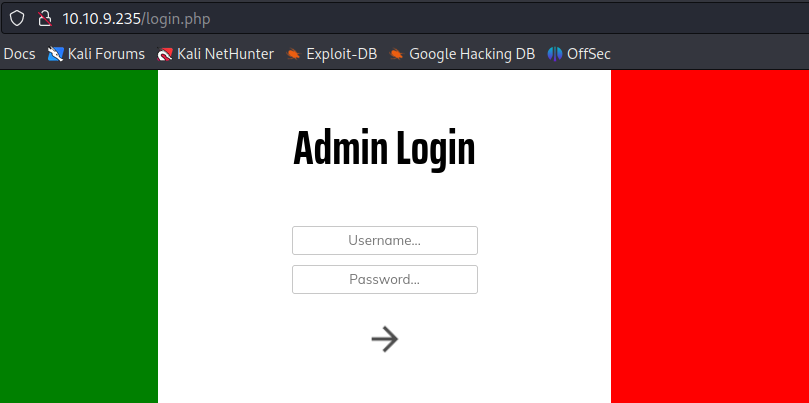 10.10.9.235/login.php
Docs Kali Forums Kali NetHunter Exploit-DB Google Hacking DB OffSec
Admin Login
Username...
Password...